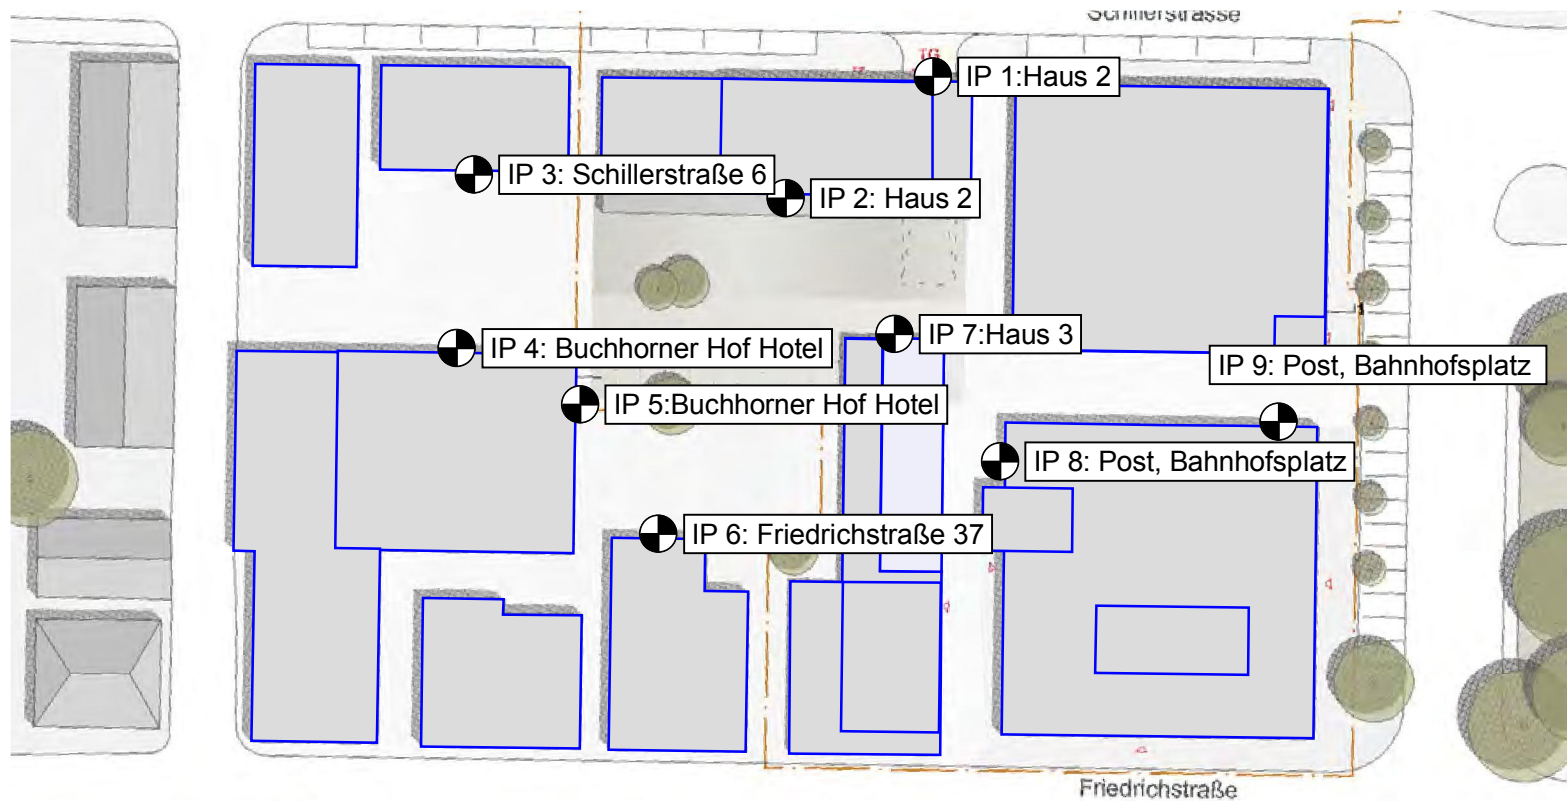 Schillerstrasse
TG
IP 1:Haus 2
IP 3: Schillerstraße 6
IP 2: Haus 2
IP 7:Haus 3
IP 4: Buchhorner Hof Hotel
IP 9: Post, Bahnhofsplatz
IP 5:Buchhorner Hof Hotel
IP 8: Post, Bahnhofsplatz
IP 6: Friedrichstraße 37
Friedrichstraße